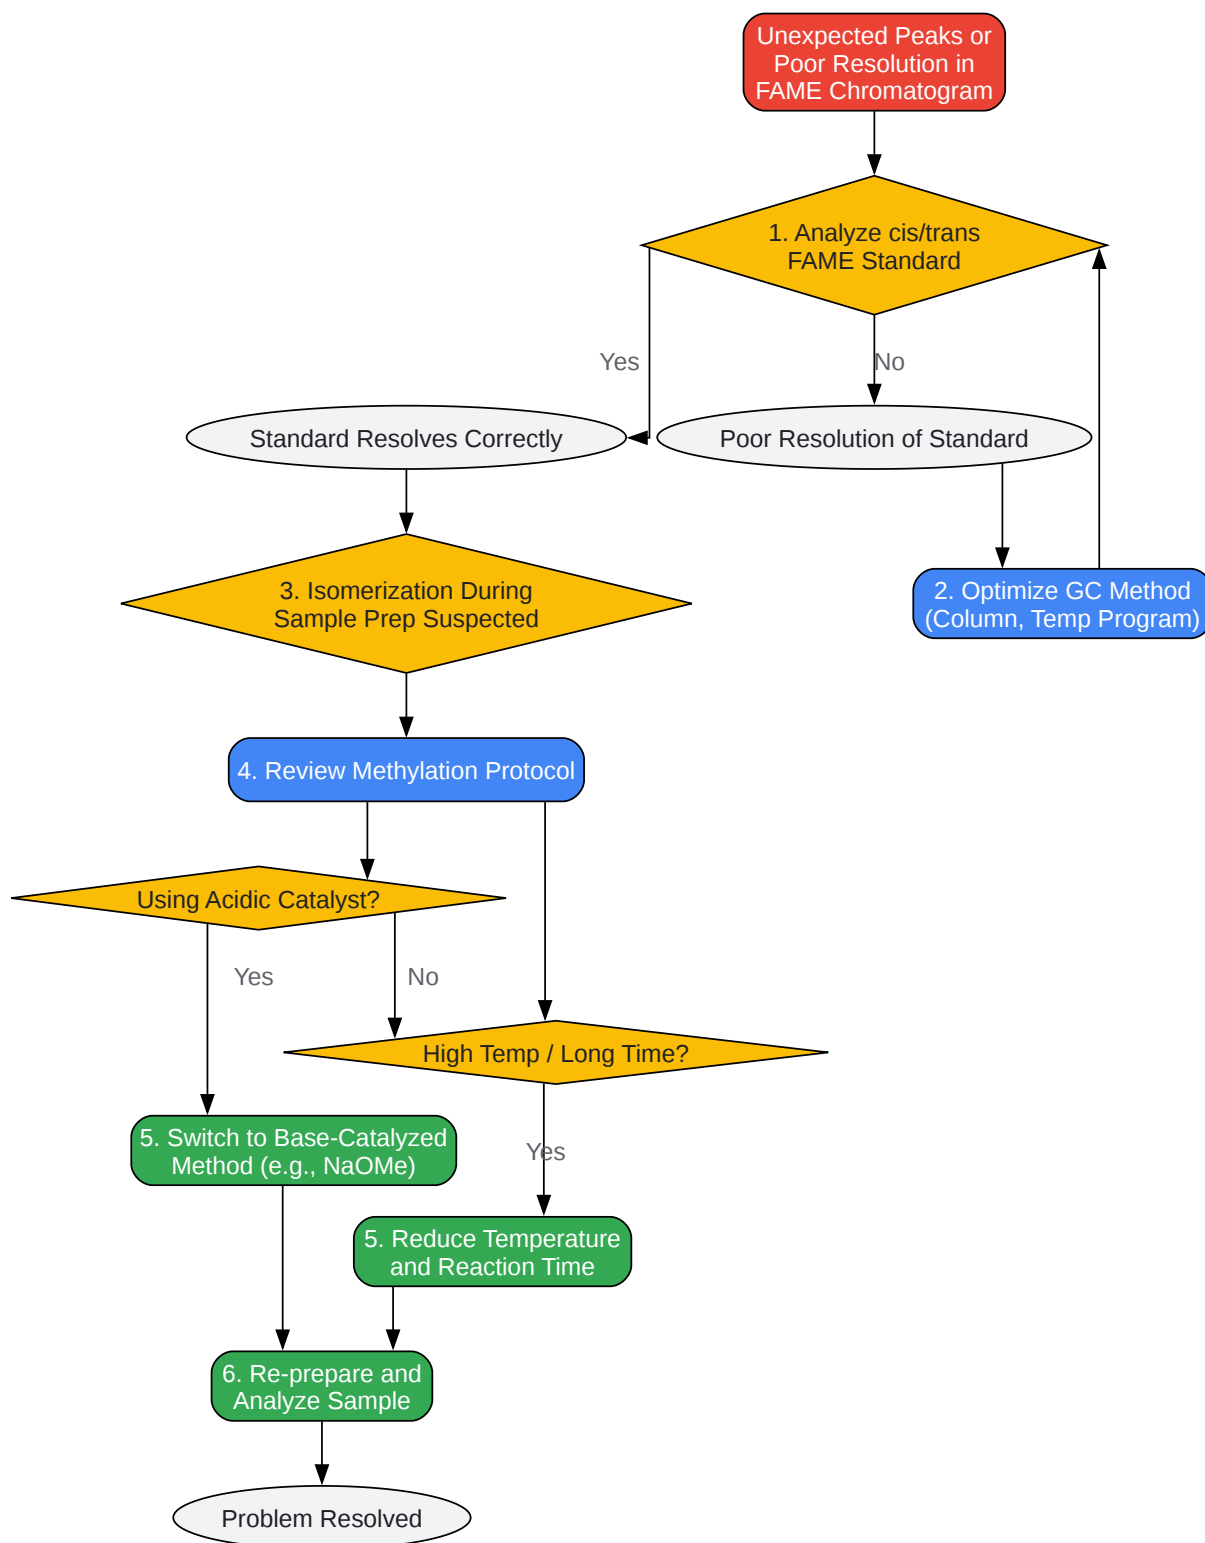 Unexpected Peaks or
Poor Resolution in
FAME Chromatogram
1. Analyze cis/trans
FAME Standard
Yes
No
Standard Resolves Correctly
Poor Resolution of Standard
3. Isomerization During
Sample Prep Suspected
2. Optimize GC Method
(Column, Temp Program)
4. Review Methylation Protocol
Using Acidic Catalyst?
Yes
No
High Temp / Long Time?
5. Switch to Base-Catalyzed
Method (e.g., NaOMe)
Yes
5. Reduce Temperature
and Reaction Time
6. Re-prepare and
Analyze Sample
Problem Resolved